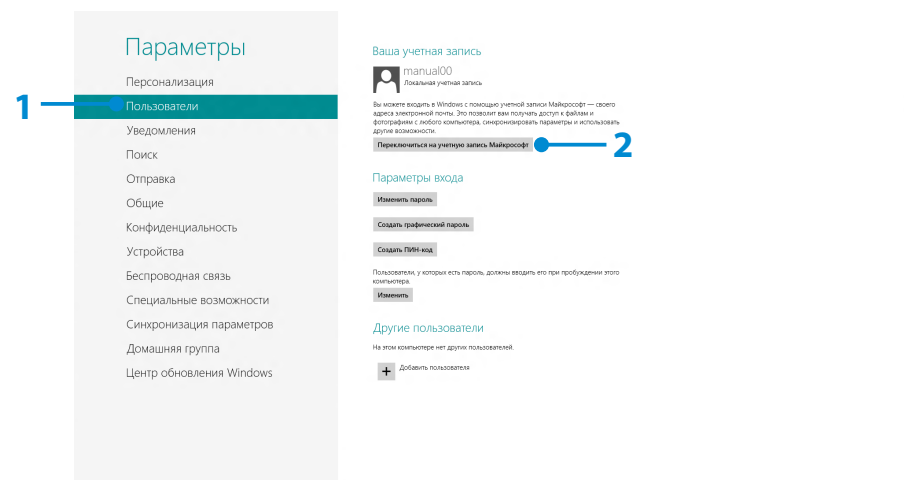 Параметры
Персонализация
1
Пользователи
Уведомления
Поиск
Отправка
Общие
Конфиденциальность
Устройства
Беспроводная связь
Специальные возможности
Синхронизация параметров
Домашняя группа
Центр обновления Windows
Ваша учетная запись
manual00
Локальная учетная запись
Вы можете входить в Windows с помощью учетной записи Майкрософт — своего
адреса электронной почты. Это позволит вам получать доступ к файлам и
фотографиям с любого компьютера, синхронизировать параметры и использовать
другие возможности.
Переключиться на учетную запись Майкрософт
2
Параметры входа
Изменить пароль
Создать графический пароль
Создать ПИН-код
Пользователи, у которых есть пароль, должны вводить его при пробуждении этого
компьютера.
Изменить
Другие пользователи
На этом компьютере нет других пользователей.
+ Добавить пользователя